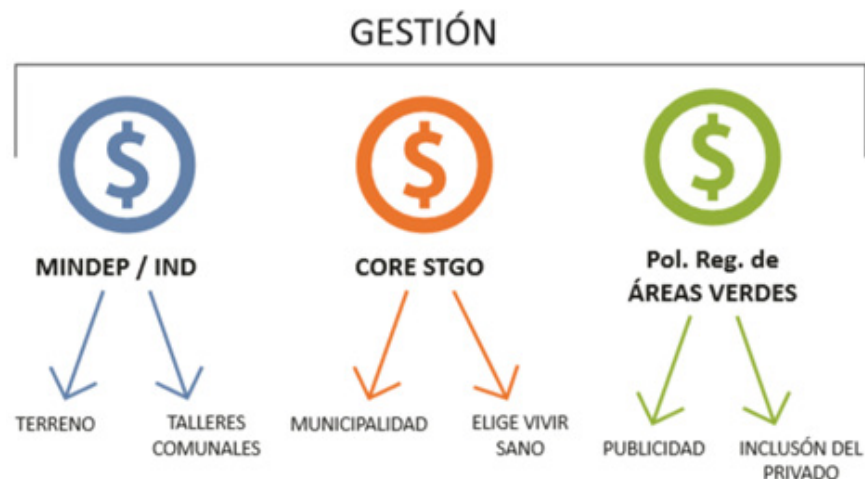 GESTIÓN
$
$
$
MINDEP / IND
CORE STGO
Pol. Reg. de
ÁREAS VERDES
TERRENO
TALLERES
COMUNALES
MUNICIPALIDAD
ELIGE VIVIR
SANO
PUBLICIDAD
INCLUSÓN DEL
PRIVADO